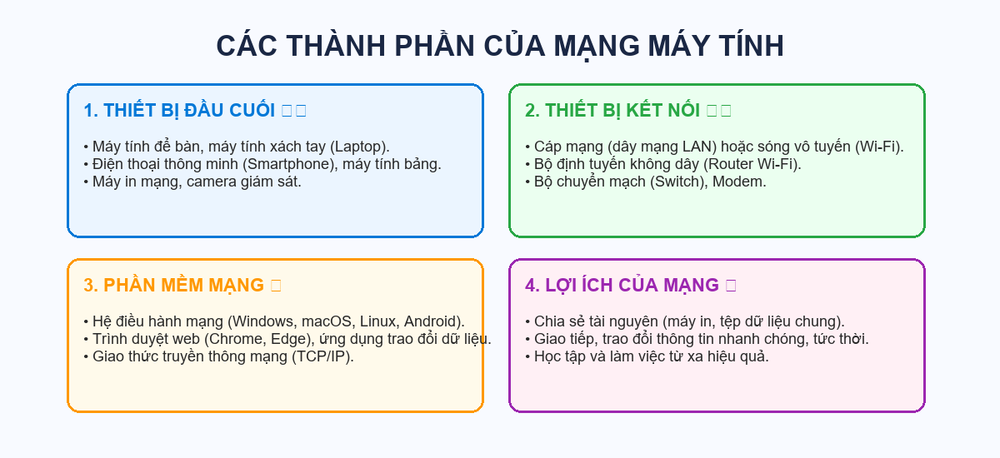 CÁC THÀNH PHẦN CỦA MẠNG MÁY TÍNH
1. THIẾT BỊ ĐẦU CUỐI
• Máy tính để bàn, máy tính xách tay (Laptop).
• Điện thoại thông minh (Smartphone), máy tính bảng.
• Máy in mạng, camera giám sát.
2. THIẾT BỊ KẾT NỐI
• Cáp mạng (dây mạng LAN) hoặc sóng vô tuyến (Wi-Fi).
• Bộ định tuyến không dây (Router Wi-Fi).
• Bộ chuyển mạch (Switch), Modem.
3. PHẦN MỀM MẠNG
• Hệ điều hành mạng (Windows, macOS, Linux, Android).
• Trình duyệt web (Chrome, Edge), ứng dụng trao đổi dữ liệu.
• Giao thức truyền thông mạng (TCP/IP).
4. LỢI ÍCH CỦA MẠNG
• Chia sẻ tài nguyên (máy in, tệp dữ liệu chung).
• Giao tiếp, trao đổi thông tin nhanh chóng, tức thời.
• Học tập và làm việc từ xa hiệu quả.